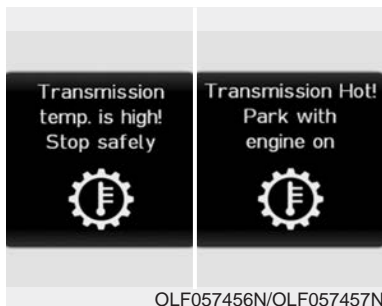 Transmission
temp. is high!
Stop safely
Transmission Hot!
Park with
engine on
OLF057456N/OLF057457N